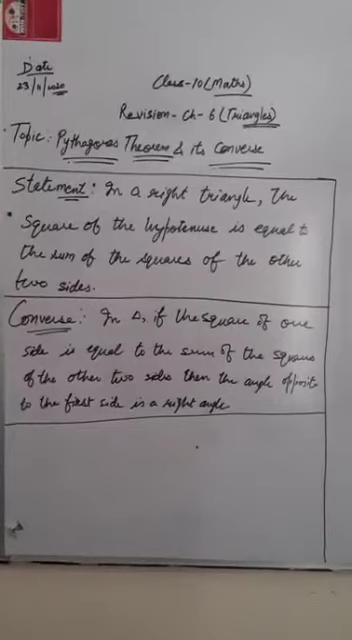 Date
23/11/2020
Class-10 (Maths)
Revision - Ch - 6 (Triangles)
Topic: Pythagoras Theorem & its Converse
Statement: In a right triangle, the
square of the hypotenuse is equal to
the sum of the squares of the other
two sides.
Converse: In Δ, if the square of one
side is equal to the sum of the squares
of the other two sides then the angle opposite
to the first side is a right angle